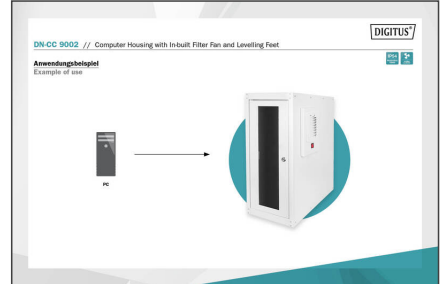 DIGITUS®
DN-CC 9002 // Computer Housing with In-built Filter Fan and Levelling Feet
Anwendungsbeispiel
Example of use
IP54
PC